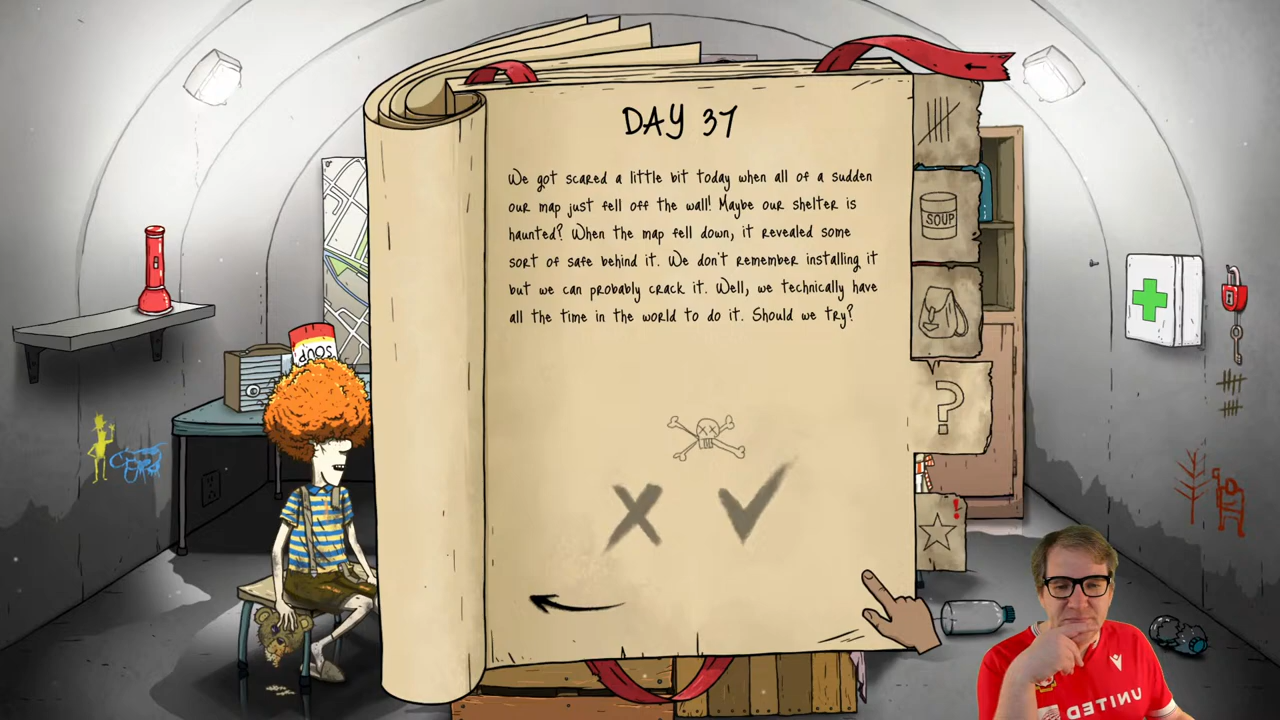 DAY 37
We got scared a little bit today when all of a sudden
our map just fell off the wall! Maybe our shelter is
haunted? When the map fell down, it revealed some
sort of safe behind it. We don't remember installing it
but we can probably crack it. Well, we technically have
all the time in the world to do it. Should we try?
SOUP
SOUP
!
?
UNITED